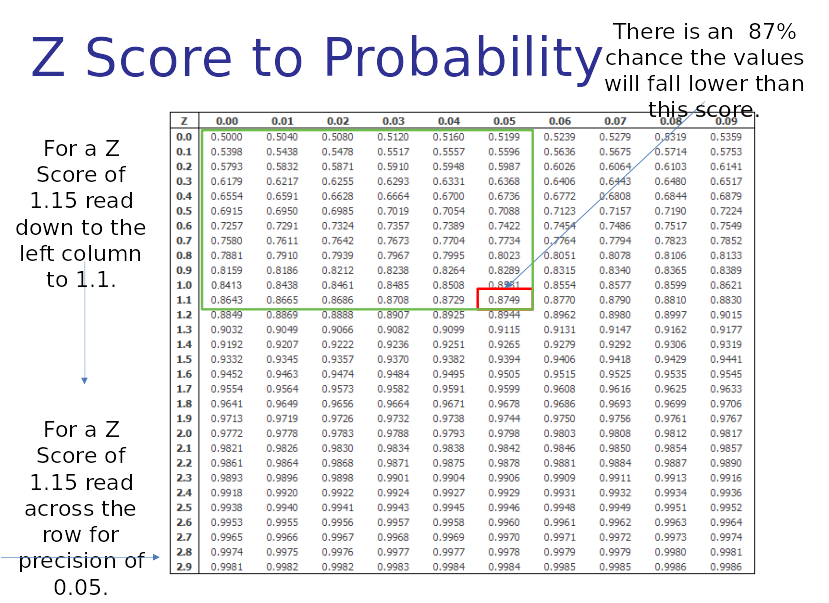 Z Score to Probability
There is an 87%
chance the values
will fall lower than
this score.
For a Z
Score of
1.15 read
down to the
left column
to 1.1.
For a Z
Score of
1.15 read
across the
row for
precision of
0.05.
Z 0.00 0.01 0.02 0.03 0.04 0.05 0.06 0.07 0.08 0.09
0.0 0.5000 0.5040 0.5080 0.5120 0.5160 0.5199 0.5239 0.5279 0.5319 0.5359
0.1 0.5398 0.5438 0.5478 0.5517 0.5557 0.5596 0.5636 0.5675 0.5714 0.5753
0.2 0.5793 0.5832 0.5871 0.5910 0.5948 0.5987 0.6026 0.6064 0.6103 0.6141
0.3 0.6179 0.6217 0.6255 0.6293 0.6331 0.6368 0.6406 0.6443 0.6480 0.6517
0.4 0.6554 0.6591 0.6628 0.6664 0.6700 0.6736 0.6772 0.6808 0.6844 0.6879
0.5 0.6915 0.6950 0.6985 0.7019 0.7054 0.7088 0.7123 0.7157 0.7190 0.7224
0.6 0.7257 0.7291 0.7324 0.7357 0.7389 0.7422 0.7454 0.7486 0.7517 0.7549
0.7 0.7580 0.7611 0.7642 0.7673 0.7704 0.7734 0.7764 0.7794 0.7823 0.7852
0.8 0.7881 0.7910 0.7939 0.7967 0.7995 0.8023 0.8051 0.8078 0.8106 0.8133
0.9 0.8159 0.8186 0.8212 0.8238 0.8264 0.8289 0.8315 0.8340 0.8365 0.8389
1.0 0.8413 0.8438 0.8461 0.8485 0.8508 0.8531 0.8554 0.8577 0.8599 0.8621
1.1 0.8643 0.8665 0.8686 0.8708 0.8729 0.8749 0.8770 0.8790 0.8810 0.8830
1.2 0.8849 0.8869 0.8888 0.8907 0.8925 0.8944 0.8962 0.8980 0.8997 0.9015
1.3 0.9032 0.9049 0.9066 0.9082 0.9099 0.9115 0.9131 0.9147 0.9162 0.9177
1.4 0.9192 0.9207 0.9222 0.9236 0.9251 0.9265 0.9279 0.9292 0.9306 0.9319
1.5 0.9332 0.9345 0.9357 0.9370 0.9382 0.9394 0.9406 0.9418 0.9429 0.9441
1.6 0.9452 0.9463 0.9474 0.9484 0.9495 0.9505 0.9515 0.9525 0.9535 0.9545
1.7 0.9554 0.9564 0.9573 0.9582 0.9591 0.9599 0.9608 0.9616 0.9625 0.9633
1.8 0.9641 0.9649 0.9656 0.9664 0.9671 0.9678 0.9686 0.9693 0.9699 0.9706
1.9 0.9713 0.9719 0.9726 0.9732 0.9738 0.9744 0.9750 0.9756 0.9761 0.9767
2.0 0.9772 0.9778 0.9783 0.9788 0.9793 0.9798 0.9803 0.9808 0.9812 0.9817
2.1 0.9821 0.9826 0.9830 0.9834 0.9838 0.9842 0.9846 0.9850 0.9854 0.9857
2.2 0.9861 0.9864 0.9868 0.9871 0.9875 0.9878 0.9881 0.9884 0.9887 0.9890
2.3 0.9893 0.9896 0.9898 0.9901 0.9904 0.9906 0.9909 0.9911 0.9913 0.9916
2.4 0.9918 0.9920 0.9922 0.9924 0.9927 0.9929 0.9931 0.9932 0.9934 0.9936
2.5 0.9938 0.9940 0.9941 0.9943 0.9945 0.9946 0.9948 0.9949 0.9951 0.9952
2.6 0.9953 0.9955 0.9956 0.9957 0.9958 0.9960 0.9961 0.9962 0.9963 0.9964
2.7 0.9965 0.9966 0.9967 0.9968 0.9969 0.9970 0.9971 0.9972 0.9973 0.9974
2.8 0.9974 0.9975 0.9976 0.9977 0.9977 0.9978 0.9979 0.9979 0.9980 0.9981
2.9 0.9981 0.9982 0.9982 0.9983 0.9984 0.9984 0.9985 0.9985 0.9986 0.9986